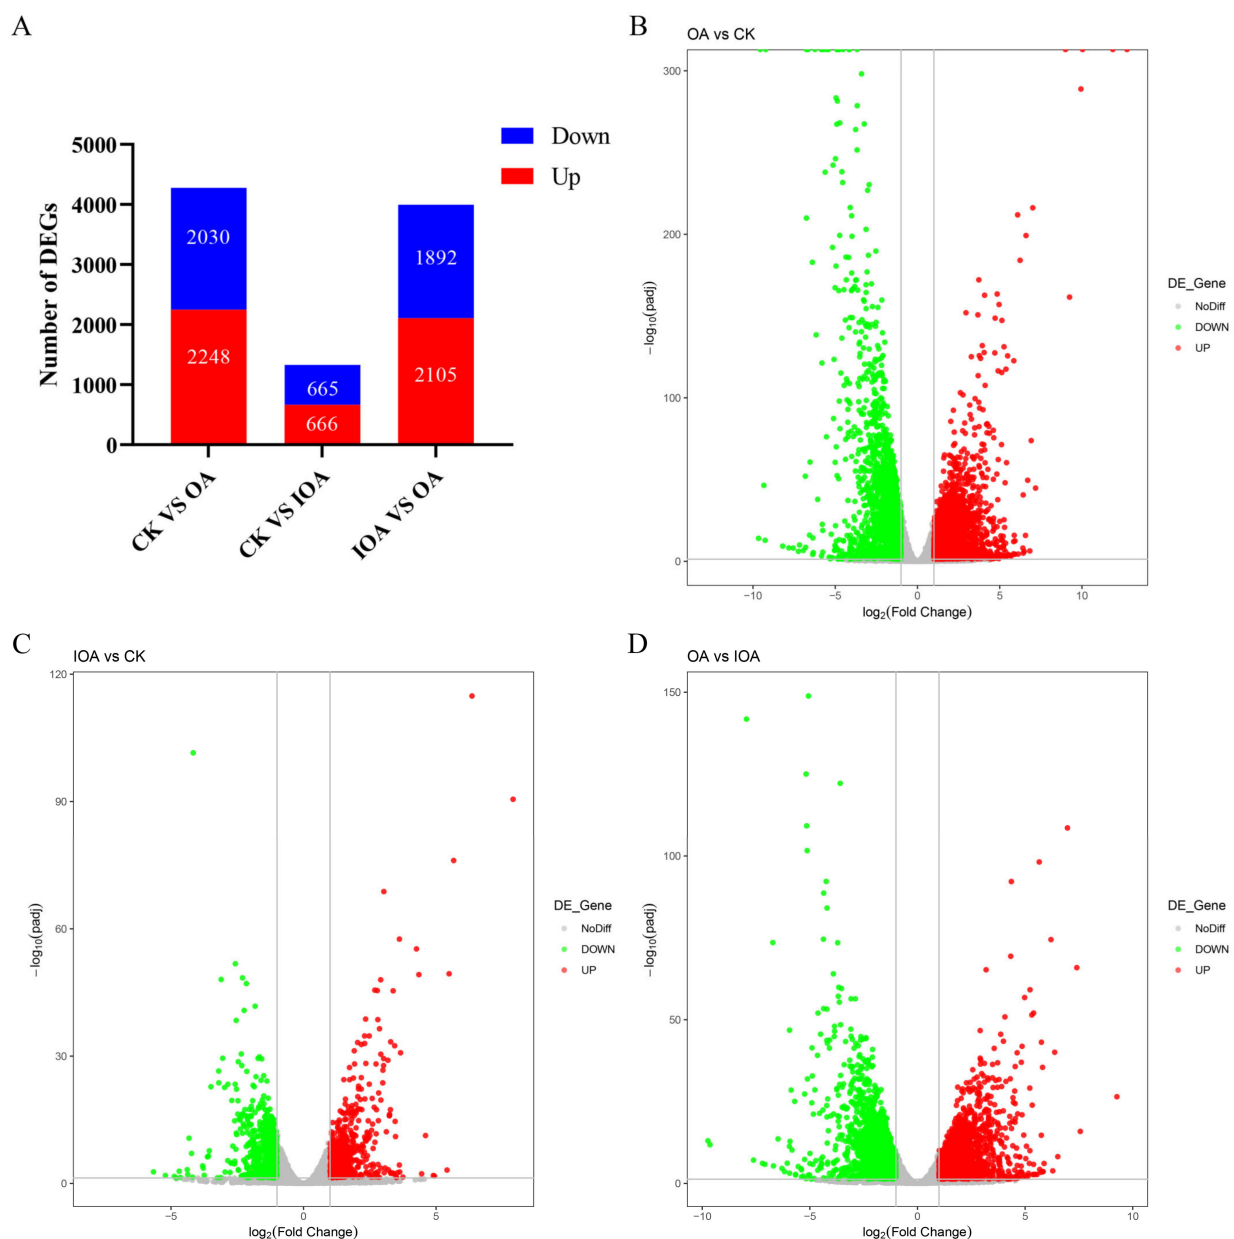 A
Down
Up
5000
4000
3000
2000
1000
0
Number of DEGs
2030
2248
665
666
1892
2105
CK VS OA
CK VS IOA
IOA VS OA
B
OA vs CK
300
200
100
0
−log10(padj)
−10
−5
0
5
10
log2(Fold Change)
DE_Gene
NoDiff
DOWN
UP
C
IOA vs CK
120
90
60
30
0
−log10(padj)
−5
0
5
log2(Fold Change)
DE_Gene
NoDiff
DOWN
UP
D
OA vs IOA
150
100
50
0
−log10(padj)
−10
−5
0
5
10
log2(Fold Change)
DE_Gene
NoDiff
DOWN
UP